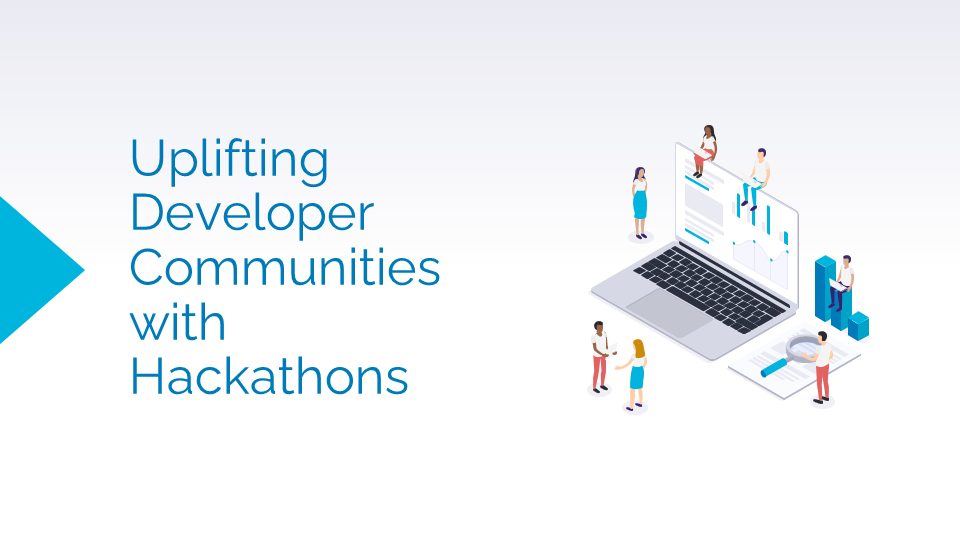 Uplifting
Developer
Communities
with
Hackathons